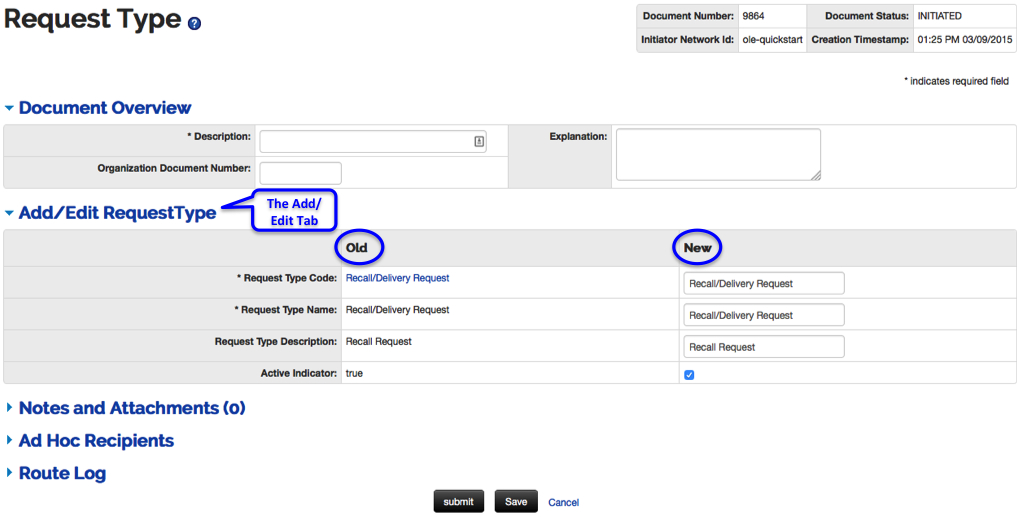 Request Type ?
Document Number: 9864 Document Status: INITIATED
Initiator Network Id: ole-quickstart Creation Timestamp: 01:25 PM 03/09/2015
* indicates required field
Document Overview
* Description: Explanation:
Organization Document Number:
Add/Edit RequestType
The Add/
Edit Tab
Old New
* Request Type Code: Recall/Delivery Request Recall/Delivery Request
* Request Type Name: Recall/Delivery Request Recall/Delivery Request
Request Type Description: Recall Request Recall Request
Active Indicator: true
Notes and Attachments (0)
Ad Hoc Recipients
Route Log
submit Save Cancel